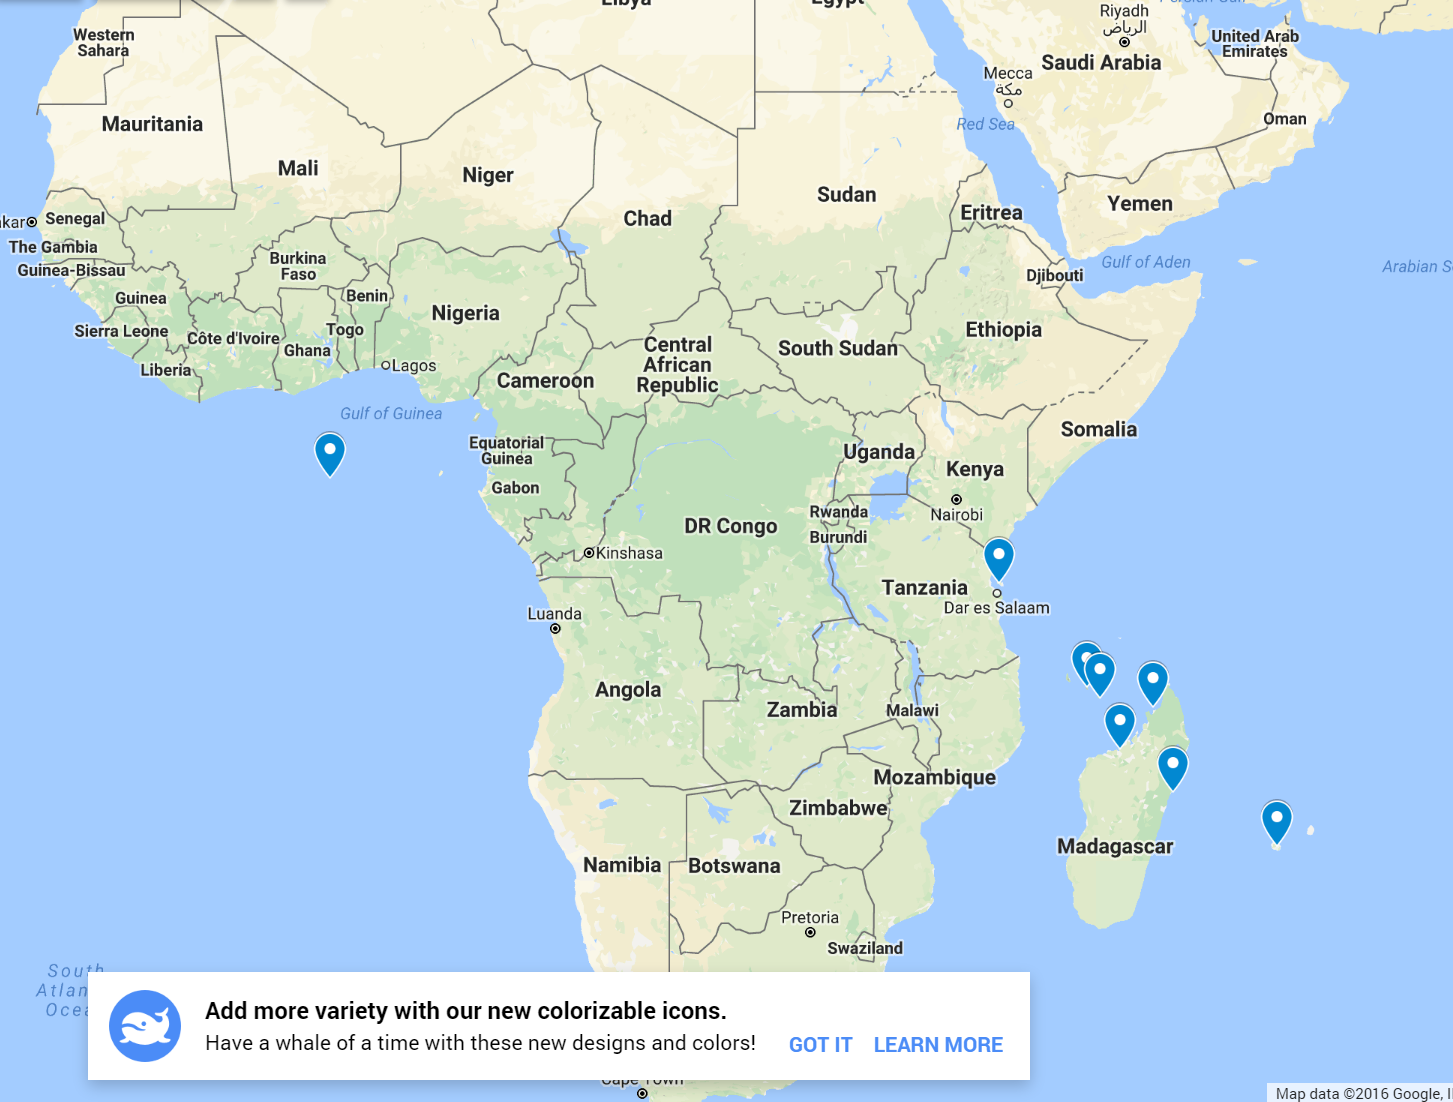 Libya
Egypt
Persian Gulf
Riyadh
الرياض
Western
Sahara
United Arab
Emirates
Saudi Arabia
Mecca
مكة
Mauritania
Red Sea
Oman
Mali
Niger
Sudan
Yemen
Eritrea
Chad
kar
Senegal
The Gambia
Guinea-Bissau
Burkina
Faso
Gulf of Aden
Arabian S
Djibouti
Guinea
Benin
Nigeria
Sierra Leone
Côte d'Ivoire
Togo
Ethiopia
Ghana
Central
African
Republic
South Sudan
Liberia
Lagos
Cameroon
Gulf of Guinea
Somalia
Equatorial
Guinea
Uganda
Kenya
Gabon
Rwanda
Nairobi
DR Congo
Burundi
Kinshasa
Tanzania
Dar es Salaam
Luanda
Angola
Zambia
Malawi
Mozambique
Zimbabwe
Madagascar
Namibia
Botswana
Pretoria
Swaziland
South
Atlan
Ocea
Add more variety with our new colorizable icons.
Have a whale of a time with these new designs and colors!
GOT IT LEARN MORE
Cape Town
Map data ©2016 Google, I